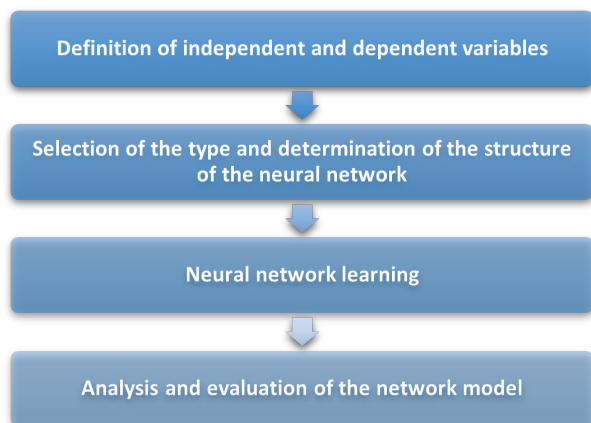 Definition of independent and dependent variables
Selection of the type and determination of the structure
of the neural network
Neural network learning
Analysis and evaluation of the network model